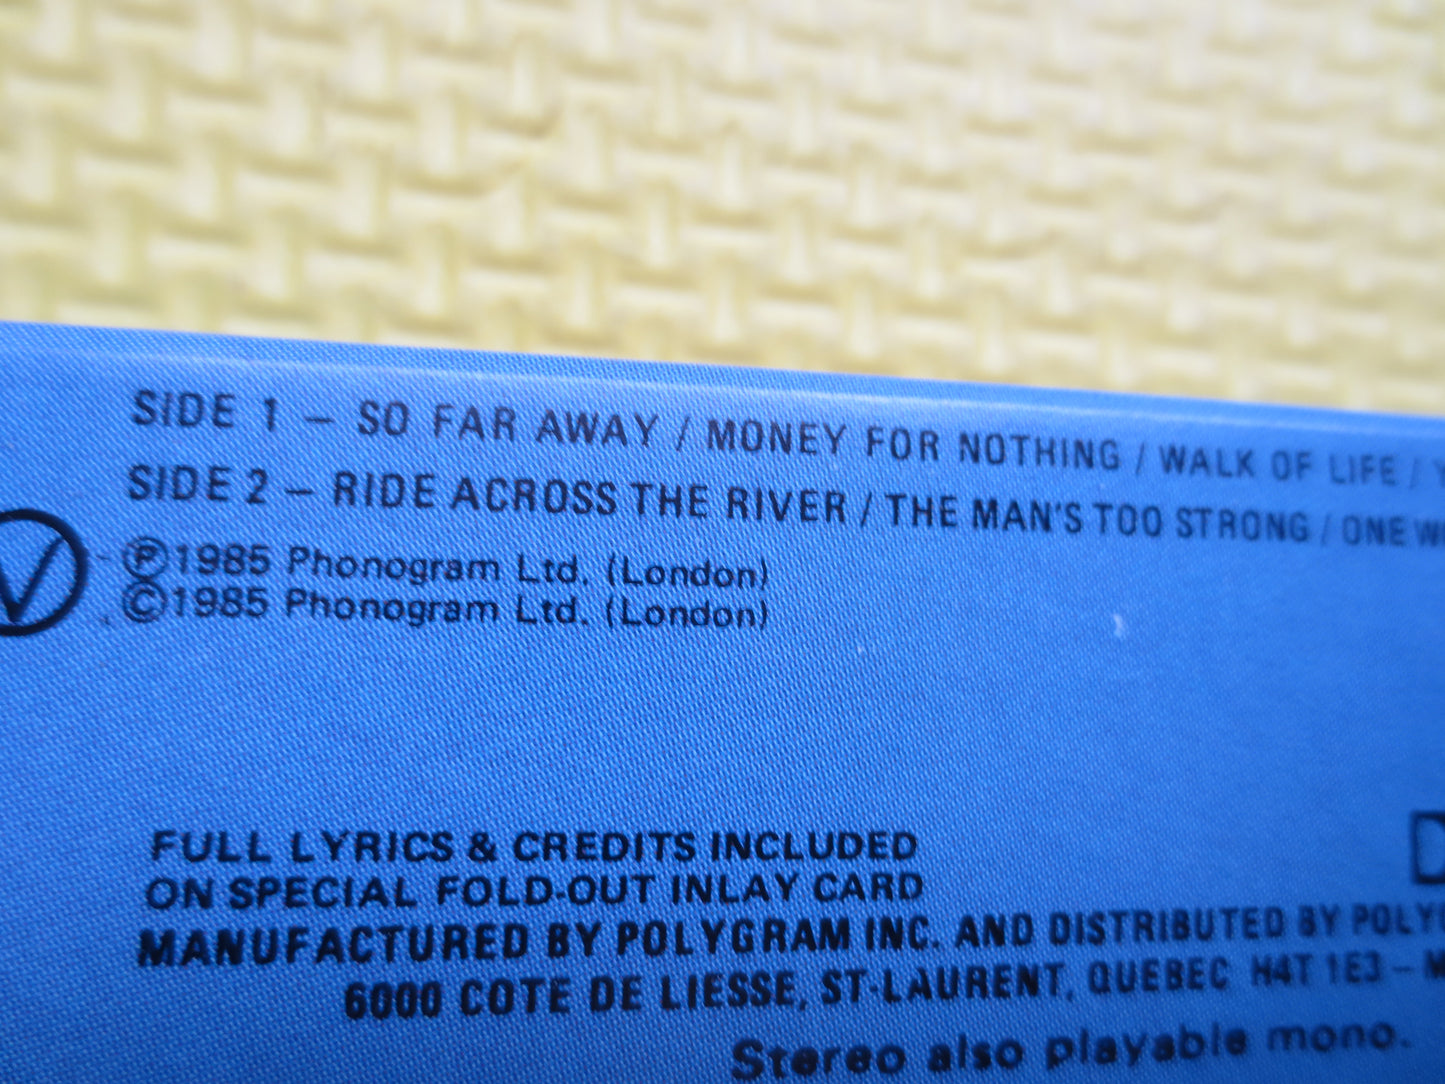 SIDE 1 – SO FAR AWAY / MONEY FOR NOTHING / WALK OF LIFE /
SIDE 2 – RIDE ACROSS THE RIVER / THE MAN'S TOO STRONG / ONE
V
Ⓟ1985 Phonogram Ltd. (London)
©1985 Phonogram Ltd. (London)
FULL LYRICS & CREDITS INCLUDED
ON SPECIAL FOLD-OUT INLAY CARD
MANUFACTURED BY POLYGRAM INC. AND DISTRIBUTED BY
6000 COTE DE LIESSE, ST-LAURENT, QUEBEC H4T 1E3 –
Stereo also playable mono.